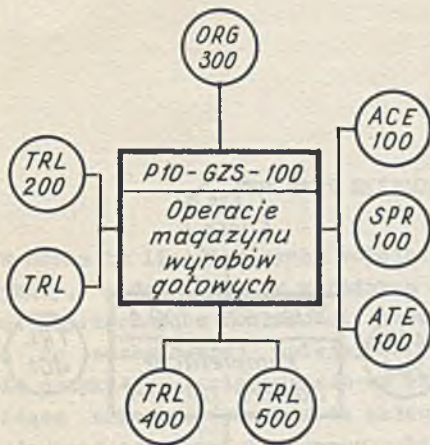 ORG
300
TRL
200
TRL
P10-GZS-100
Operacje
magazynu
wyrobów
gotowych
ACE
100
SPR
100
ATE
100
TRL
400
TRL
500